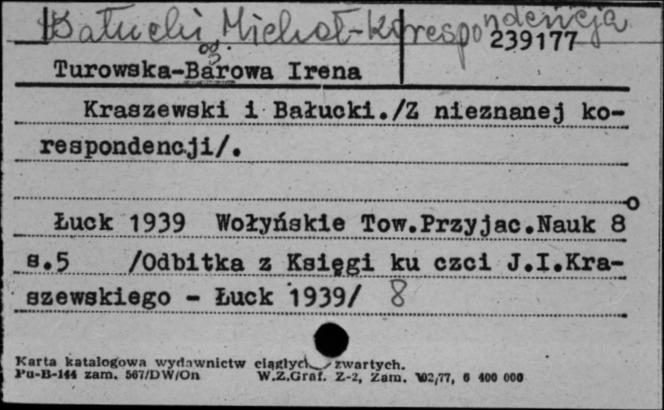 Bałucki Michał-Korespondencja
239177
og.
Turowska-Barowa Irena
Kraszewski i Bałucki./Z nieznanej ko-
respondencji/.
Łuck 1939 Wołyńskie Tow.Przyjac.Nauk 8
s.5 /Odbitka z Księgi ku czci J.I.Kra-
szewskiego - Łuck 1939/ 8
Karta katalogowa wydawnictw ciągłych zwartych.
Pu-B-144 zam. 567/DW/On W.Z.Graf. Z-2, Zam. 102,77, 6 400 000